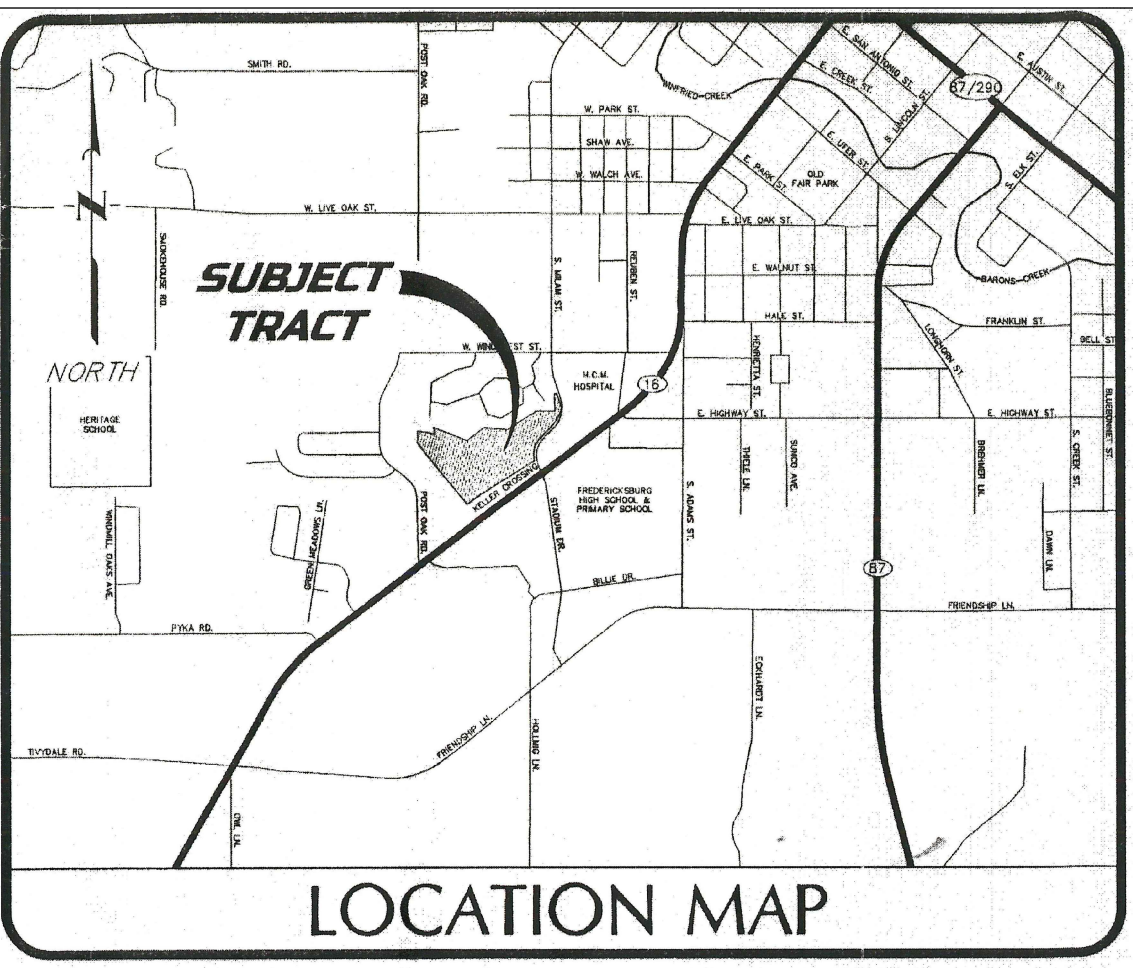 SMITH RD.
POST OAK RD.
WINFRIED-CREEK
E. SAN ANTONIO ST.
E. CREEK ST.
E. AUSTIN ST.
87/290
S. LINCOLN ST.
W. PARK ST.
SHAW AVE.
W. WALCH AVE.
E. UFER ST.
E. PARK ST.
OLD
FAIR PARK
S. ELK ST.
N
W. LIVE OAK ST.
E. LIVE OAK ST.
SMOKEHOUSE RD.
SUBJECT
TRACT
S. MILAM ST.
REUBEN ST.
E. WALNUT ST.
BARONS-CREEK
HALE ST.
FRANKLIN ST.
LONGHORN ST.
BELL ST
W. WINDCREST ST.
HENRIETTA ST.
NORTH
H.C.M.
HOSPITAL
16
BLUEBONNET ST.
HERITAGE
SCHOOL
E. HIGHWAY ST.
E. HIGHWAY ST.
THIELE LN.
SUNCO AVE.
BREHMER LN.
S. CREEK ST.
KELLER CROSSING
POST OAK RD.
STADIUM DR.
FREDERICKSBURG
HIGH SCHOOL &
PRIMARY SCHOOL
S. ADAMS ST.
WINDMILL OAKS AVE.
GREEN MEADOWS LN.
DAWN LN.
87
BILLIE DR.
FRIENDSHIP LN.
PYKA RD.
ECKHARDT LN.
TIVYDALE RD.
FRIENDSHIP LN.
HOLLMIG LN.
OWL LN.
LOCATION MAP